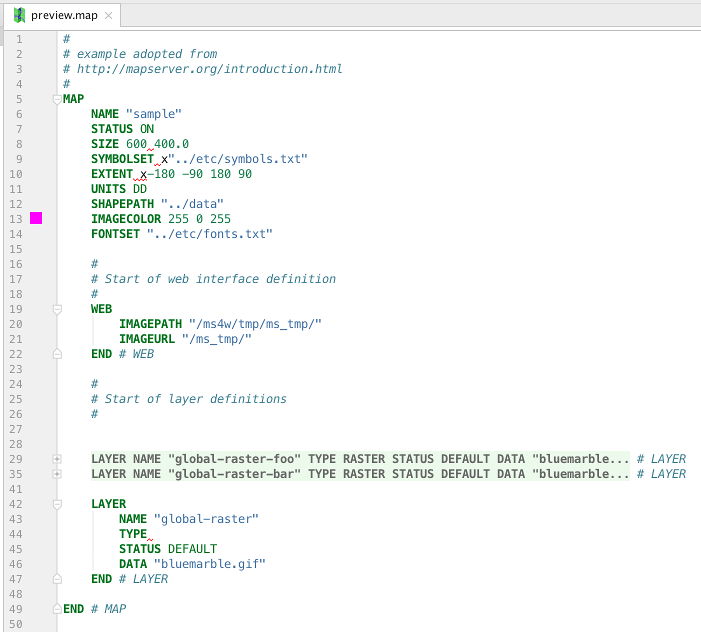 preview.map
1 #
2 # example adopted from
3 # http://mapserver.org/introduction.html
4 #
5 MAP
6 NAME "sample"
7 STATUS ON
8 SIZE 600 400.0
9 SYMBOLSET x"../etc/symbols.txt"
10 EXTENT x-180 -90 180 90
11 UNITS DD
12 SHAPEPATH "../data"
13 IMAGECOLOR 255 0 255
14 FONTSET "../etc/fonts.txt"
15
16 #
17 # Start of web interface definition
18 #
19 WEB
20 IMAGEPATH "/ms4w/tmp/ms_tmp/"
21 IMAGEURL "/ms_tmp/"
22 END # WEB
23
24 #
25 # Start of layer definitions
26 #
27
28
29 LAYER NAME "global-raster-foo" TYPE RASTER STATUS DEFAULT DATA "bluemarble... # LAYER
35 LAYER NAME "global-raster-bar" TYPE RASTER STATUS DEFAULT DATA "bluemarble... # LAYER
41
42 LAYER
43 NAME "global-raster"
44 TYPE
45 STATUS DEFAULT
46 DATA "bluemarble.gif"
47 END # LAYER
48
49 END # MAP
50